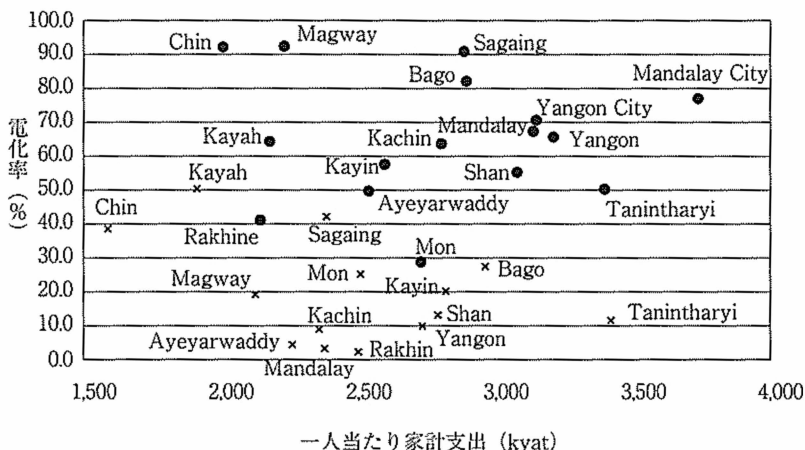 100.0
90.0
80.0
70.0
60.0
50.0
40.0
30.0
20.0
10.0
0.0
電化率(%)
Chin
Magway
Sagaing
Bago
Mandalay City
Yangon City
Mandalay
Yangon
Kayah
Kachin
Kayah
Kayin
Shan
Ayeyarwaddy
Tanintharyi
Chin
Rakhine
Sagaing
Mon
Magway
Mon
Bago
Kayin
Kachin
Shan
Tanintharyi
Ayeyarwaddy
Yangon
Mandalay
Rakhin
1,500 2,000 2,500 3,000 3,500 4,000
一人当たり家計支出(kyat)